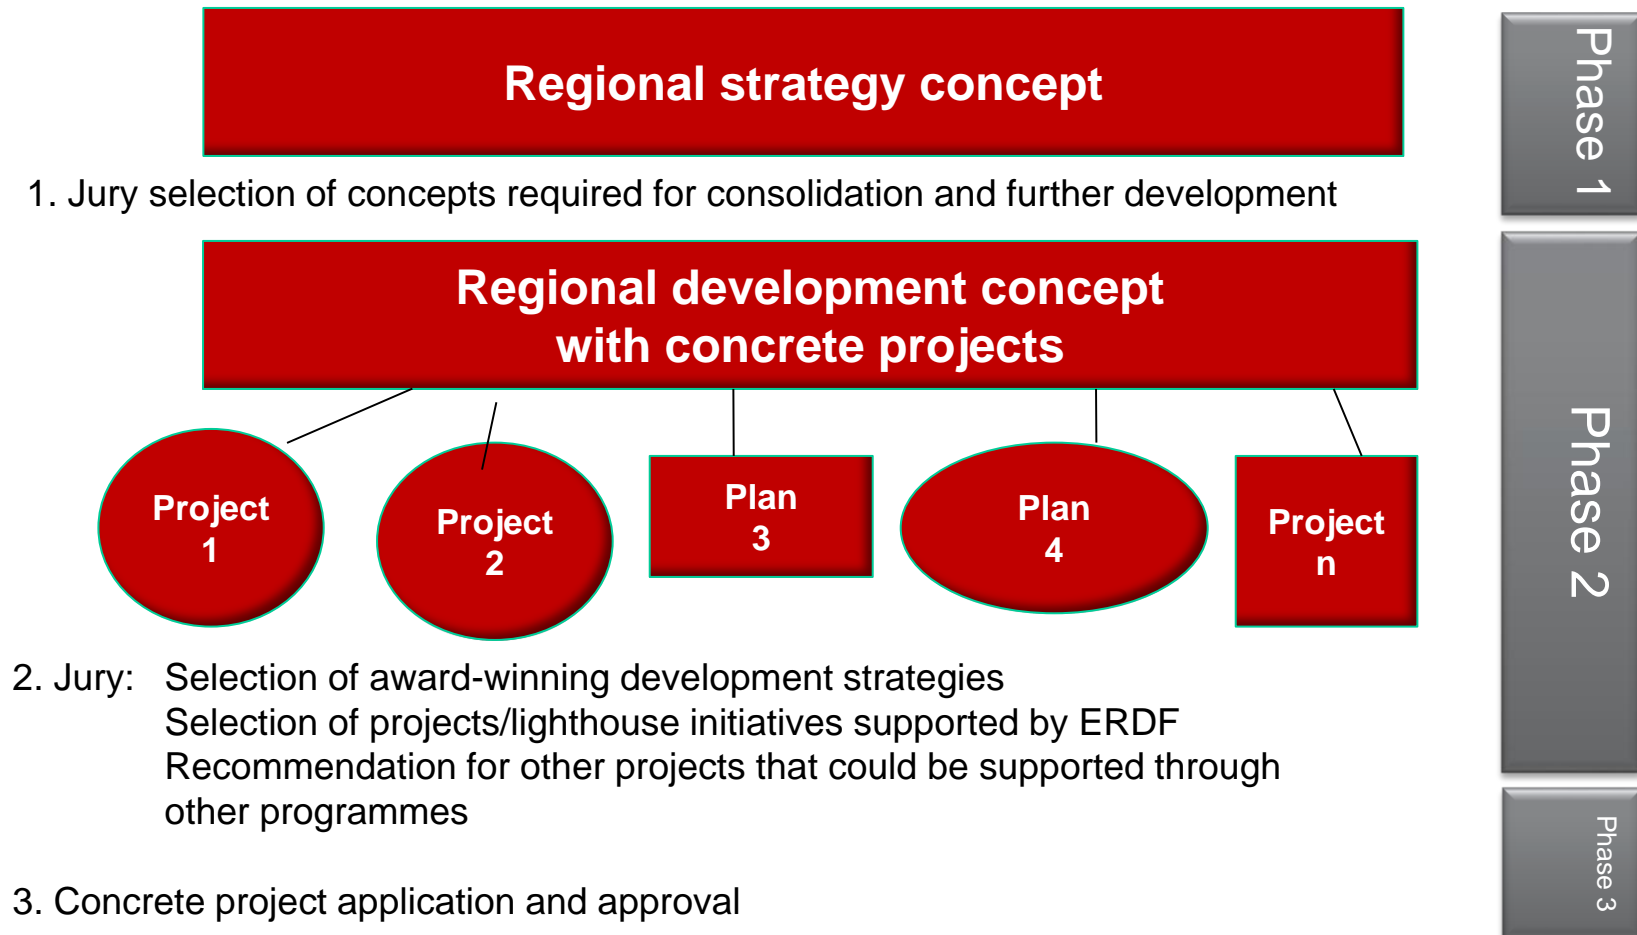 Regional strategy concept
Phase 1
1. Jury selection of concepts required for consolidation and further development
Regional development concept
with concrete projects
Project
1
Project
2
Plan
3
Plan
4
Project
n
Phase 2
2. Jury: Selection of award-winning development strategies
Selection of projects/lighthouse initiatives supported by ERDF
Recommendation for other projects that could be supported through
other programmes
3. Concrete project application and approval
Phase 3